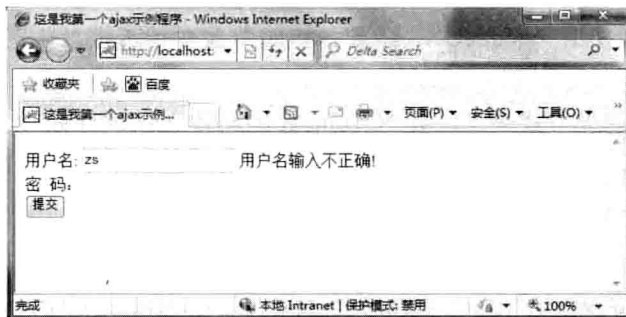 这是我第一个ajax示例程序 - Windows Internet Explorer
http://localhost: Delta Search
收藏夹 百度
这是我第一个ajax示例... 页面(P) 安全(S) 工具(O) »
用户名: zs 用户名输入不正确!
密 码:
提交
完成 本地 Intranet | 保护模式: 禁用 100%